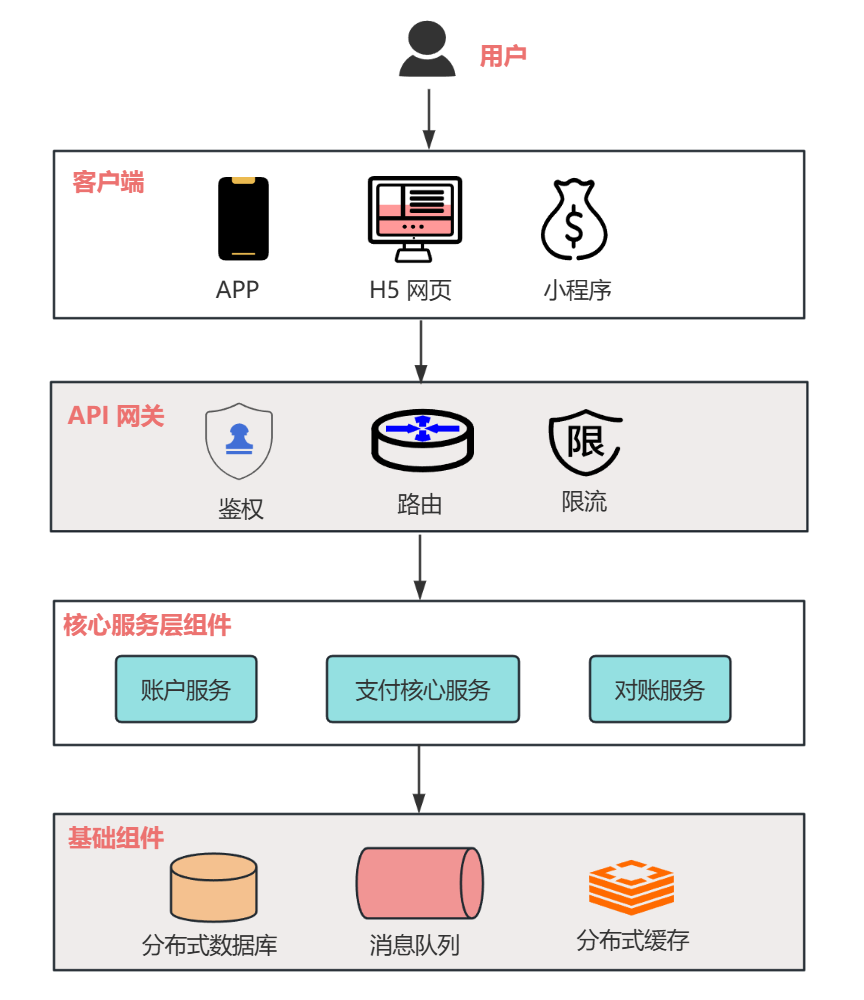 用户
客户端
$
APP
H5 网页
小程序
API 网关
限
鉴权
路由
限流
核心服务层组件
账户服务
支付核心服务
对账服务
基础组件
分布式数据库
消息队列
分布式缓存